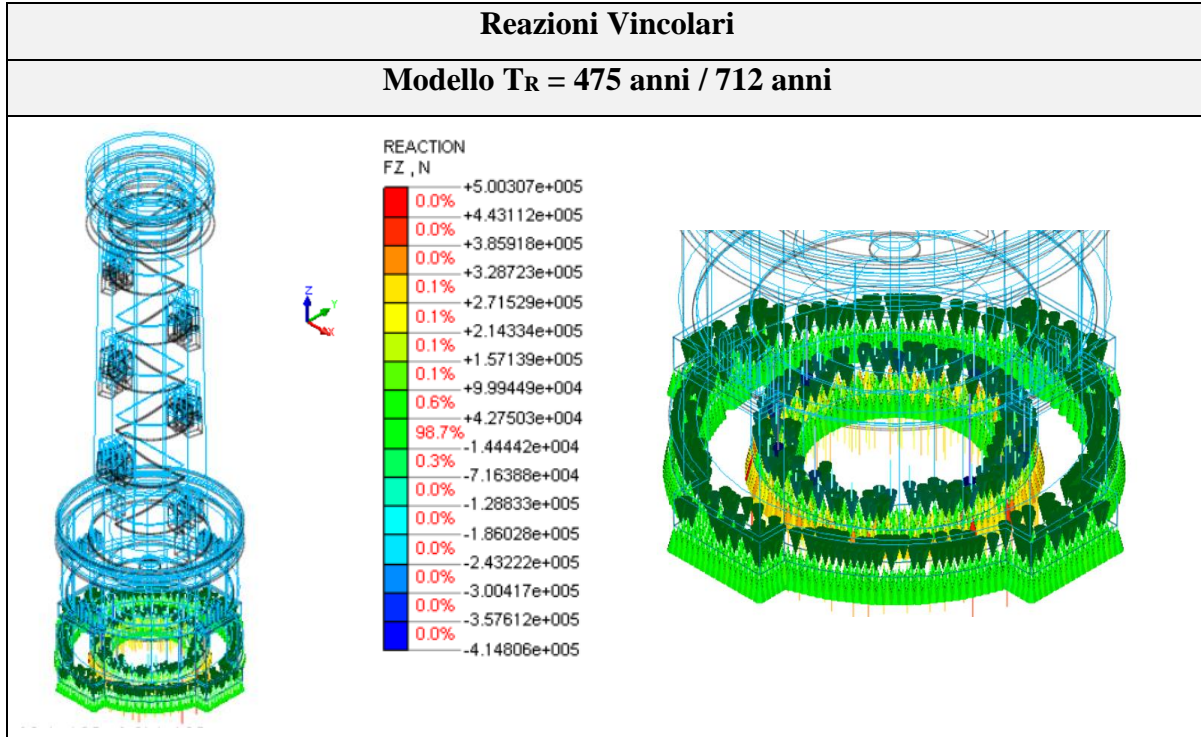 Reazioni Vincolari
Modello TR = 475 anni / 712 anni
REACTION
FZ , N
+5.00307e+005
0.0%
+4.43112e+005
0.0%
+3.85918e+005
0.0%
+3.28723e+005
0.1%
+2.71529e+005
0.1%
+2.14334e+005
0.1%
+1.57139e+005
0.1%
+9.99449e+004
0.6%
+4.27503e+004
98.7%
-1.44442e+004
0.3%
-7.16388e+004
0.0%
-1.28833e+005
0.0%
-1.86028e+005
0.0%
-2.43222e+005
0.0%
-3.00417e+005
0.0%
-3.57612e+005
0.0%
-4.14806e+005
Z
Y
X